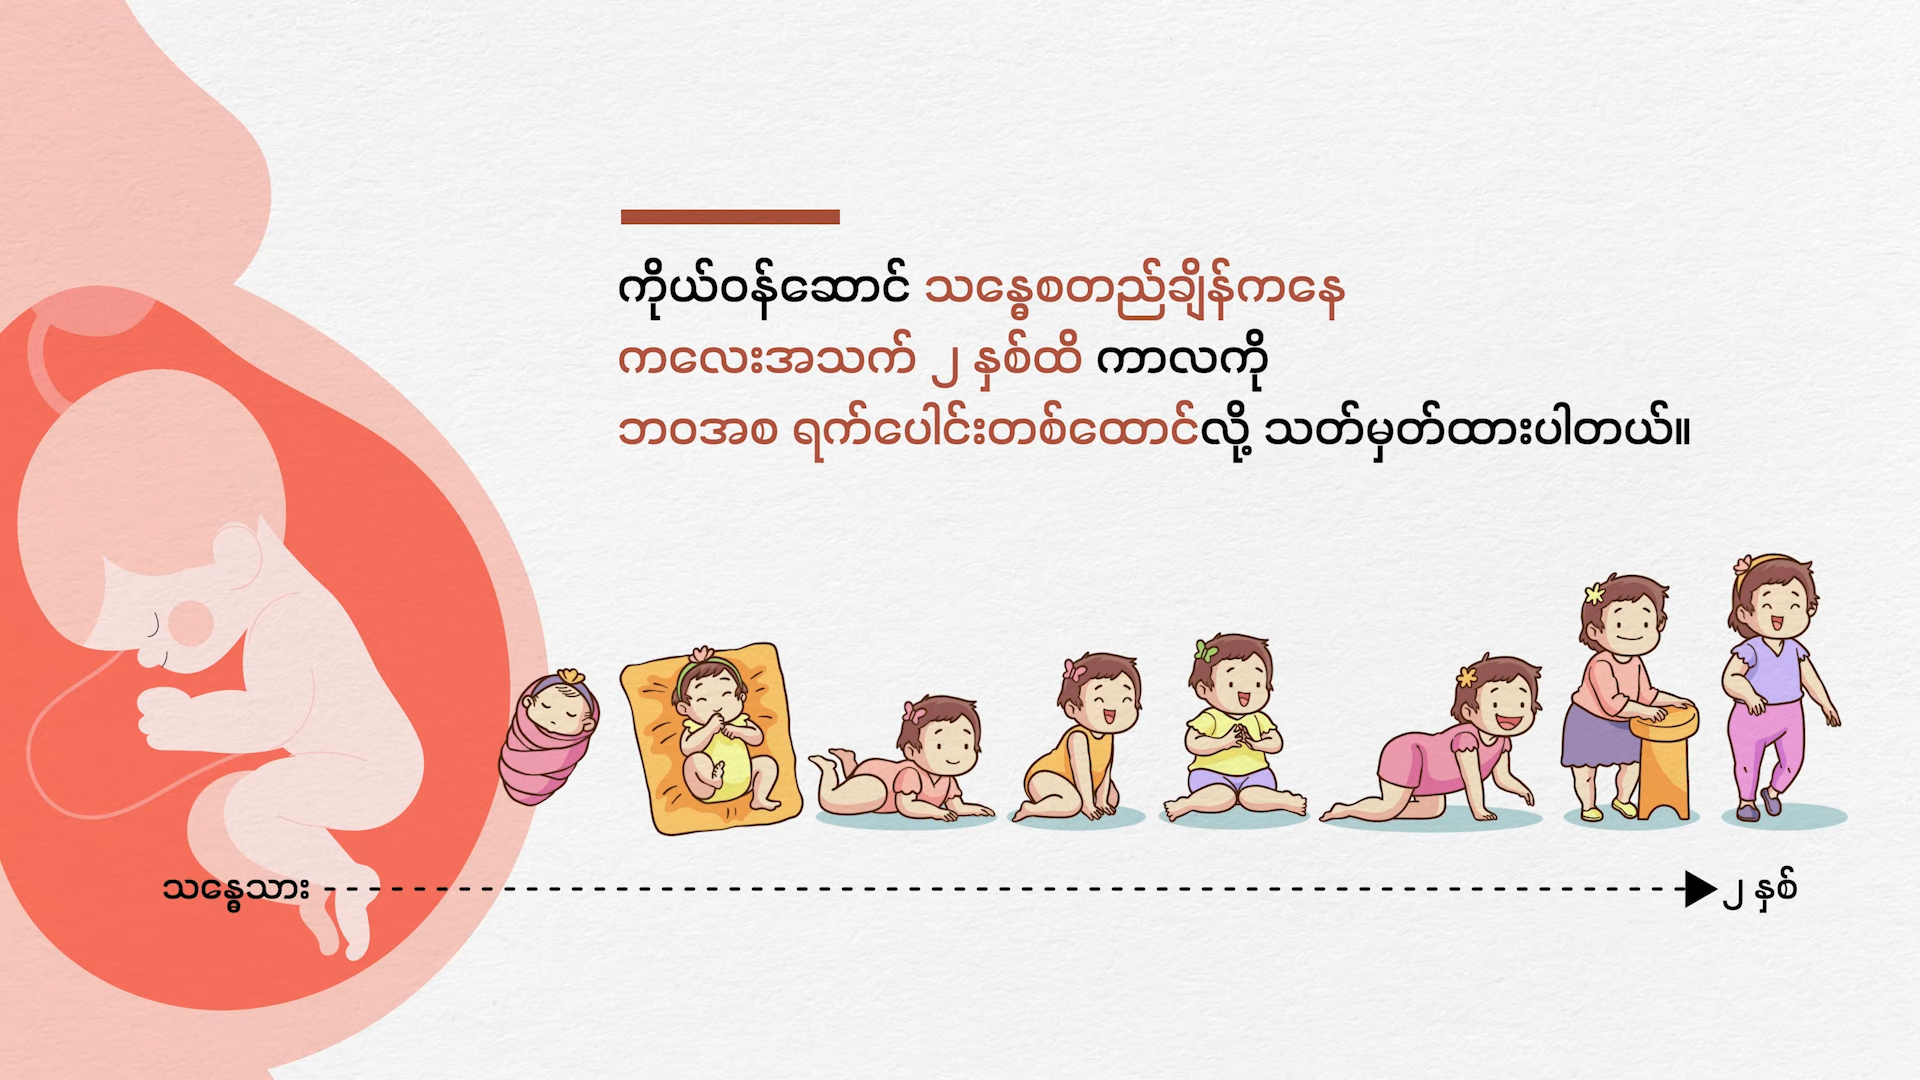 ကိုယ်ဝန်ဆောင် သန္ဓေစတည်ချိန်ကနေ
ကလေးအသက် ၂ နှစ်ထိ ကာလကို
ဘဝအစ ရက်ပေါင်းတစ်ထောင်လို့ သတ်မှတ်ထားပါတယ်။
သန္ဓေသား
၂ နှစ်